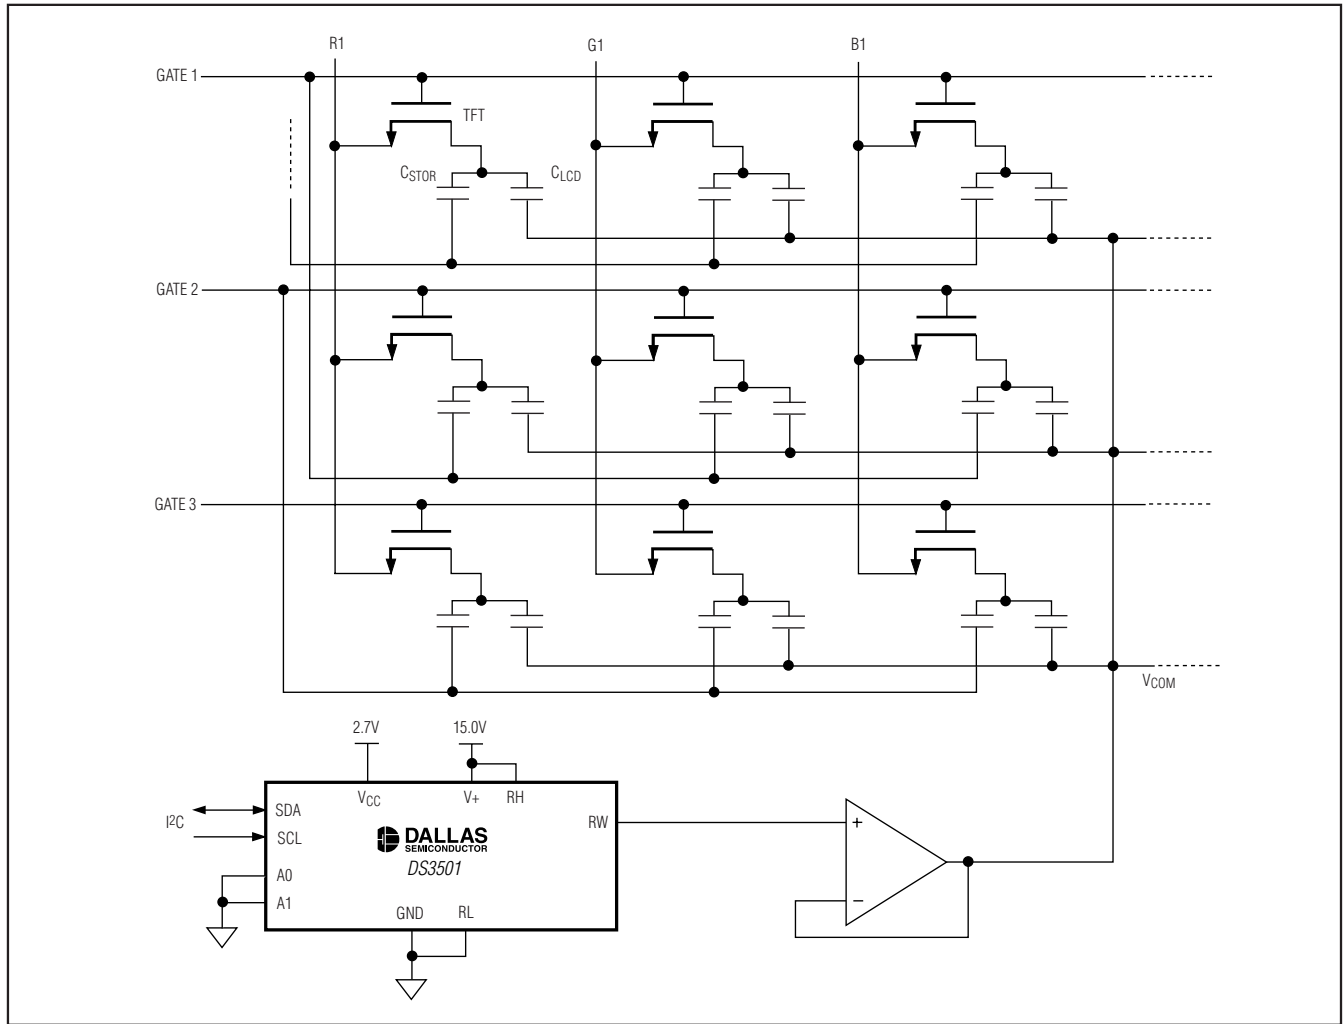 R1
G1
B1
GATE 1
TFT
CSTOR
CLCD
GATE 2
GATE 3
VCOM
2.7V
15.0V
VCC
V+
RH
I²C
SDA
SCL
RW
+
DALLAS
SEMICONDUCTOR
DS3501
A0
A1
GND
RL
−